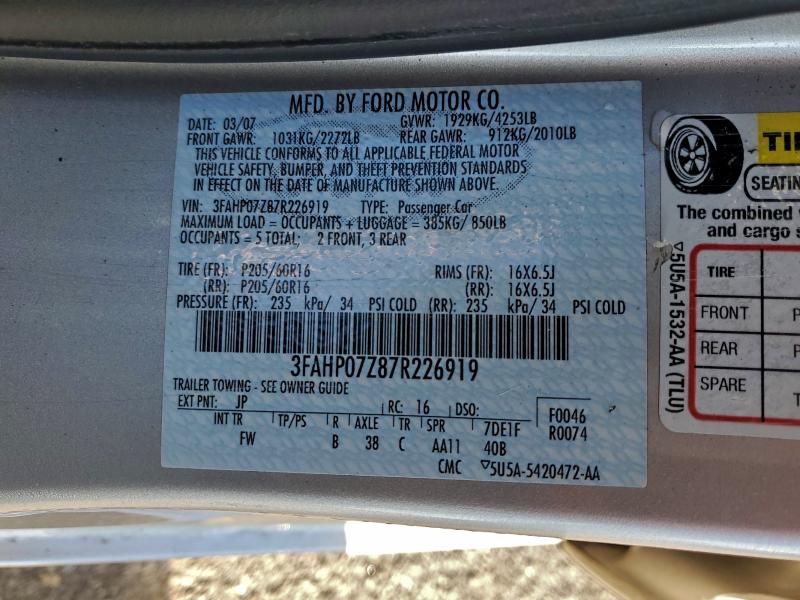 MFD. BY FORD MOTOR CO.
DATE: 03/07 GVWR: 1929KG/4253LB
FRONT GAWR: 1031KG/2272LB REAR GAWR: 912KG/2010LB
THIS VEHICLE CONFORMS TO ALL APPLICABLE FEDERAL MOTOR
VEHICLE SAFETY, BUMPER, AND THEFT PREVENTION STANDARDS
IN EFFECT ON THE DATE OF MANUFACTURE SHOWN ABOVE.
VIN: 3FAHP07Z87R226919 TYPE: Passenger Car
MAXIMUM LOAD = OCCUPANTS + LUGGAGE = 385KG/ 850LB
OCCUPANTS = 5 TOTAL; 2 FRONT, 3 REAR
TIRE (FR): P205/60R16 RIMS (FR): 16X6.5J
(RR): P205/60R16 (RR): 16X6.5J
PRESSURE (FR): 235 kPa/ 34 PSI COLD (RR): 235 kPa/ 34 PSI COLD
3FAHP07Z87R226919
TRAILER TOWING - SEE OWNER GUIDE
EXT PNT: JP RC: 16 DSO: F0046
INT TR TP/PS R AXLE TR SPR 7DE1F R0074
FW B 38 C AA11 40B
CMC ▽5U5A-5420472-AA
TI
SEATIN
The combined
and cargo s
▽5U5A-1532-AA (TLU)
TIRE
FRONT P
REAR P
SPARE T